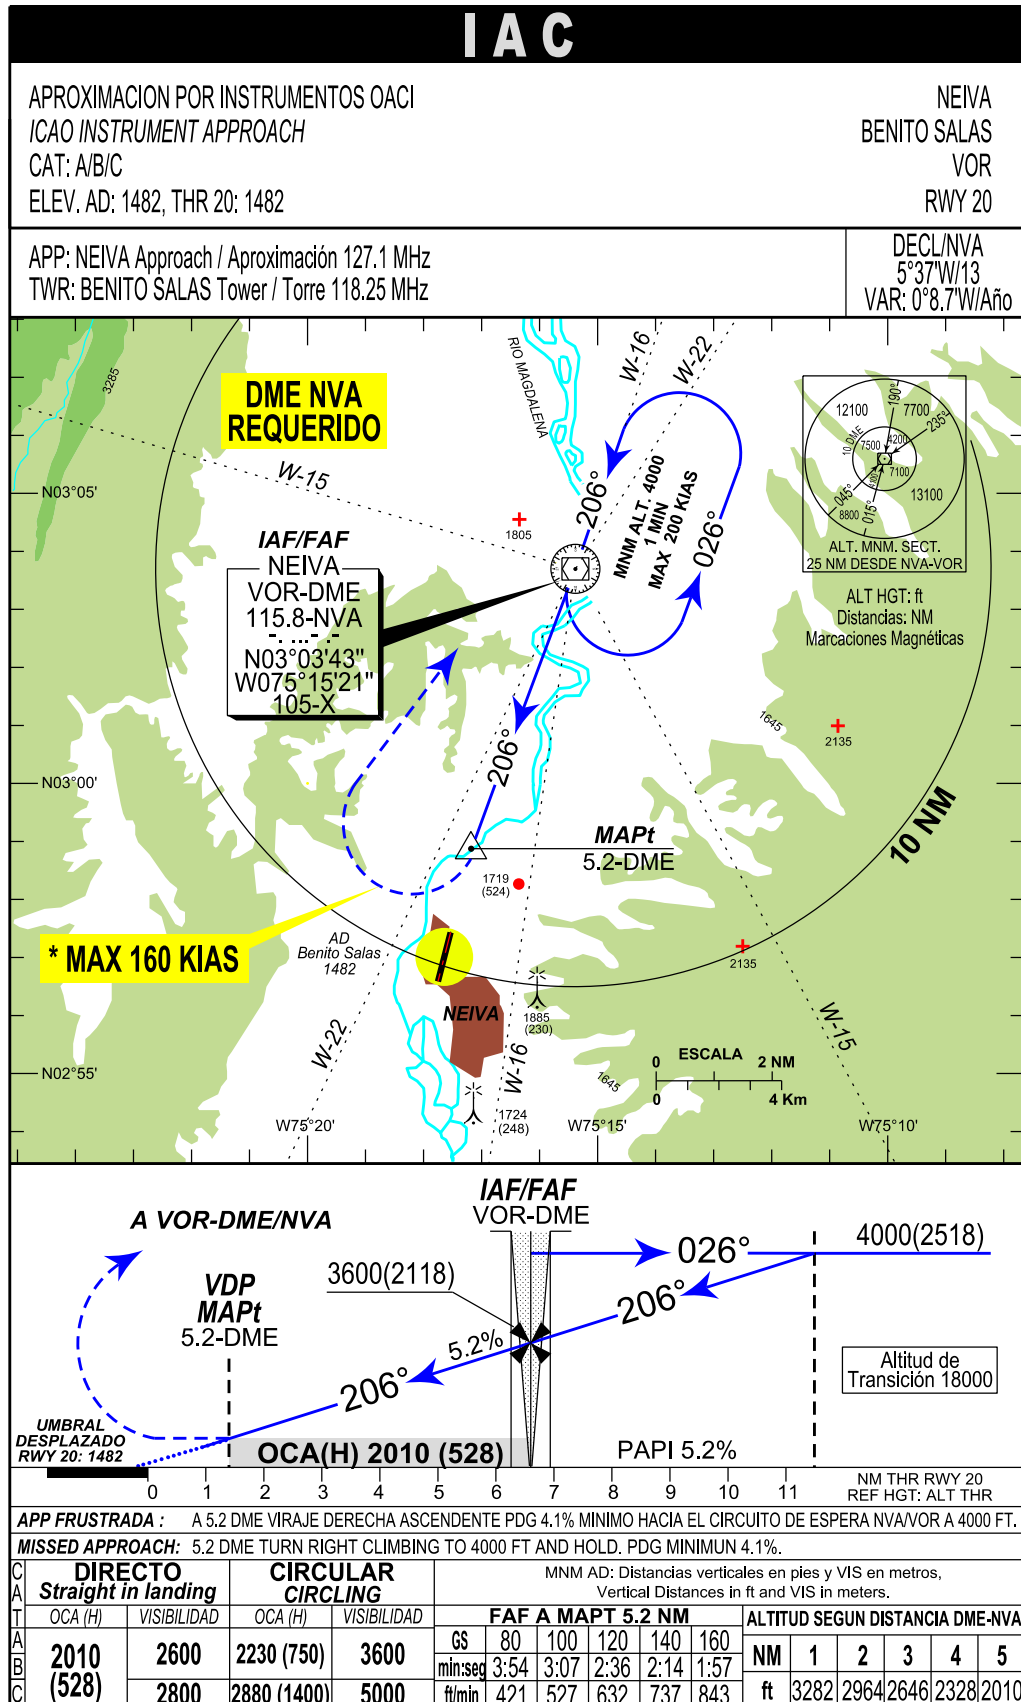 IAC
APROXIMACION POR INSTRUMENTOS OACI
ICAO INSTRUMENT APPROACH
CAT: A/B/C
ELEV. AD: 1482, THR 20: 1482
NEIVA
BENITO SALAS
VOR
RWY 20
APP: NEIVA Approach / Aproximación 127.1 MHz
TWR: BENITO SALAS Tower / Torre 118.25 MHz
DECL/NVA
5°37'W/13
VAR: 0°8.7'W/Año
3285
DME NVA
REQUERIDO
RIO MAGDALENA
W-16
W-22
W-15
N03°05'
1805
206°
MNM ALT: 4000
1 MIN
MAX 200 KIAS
026°
12100
190°
7700
235°
10 DME
7500
4200
7100
4100
045°
015°
8800
13100
ALT. MNM. SECT.
25 NM DESDE NVA-VOR
ALT HGT: ft
Distancias: NM
Marcaciones Magnéticas
IAF/FAF
NEIVA
VOR-DME
115.8-NVA
N03°03'43"
W075°15'21"
105-X
1645
2135
206°
N03°00'
10 NM
MAPt
5.2-DME
1719
(524)
* MAX 160 KIAS
AD
Benito Salas
1482
2135
NEIVA
1885
(230)
W-22
W-16
W-15
N02°55'
1645
ESCALA
0 2 NM
0 4 Km
1724
(248)
W75°20'
W75°15'
W75°10'
IAF/FAF
VOR-DME
A VOR-DME/NVA
026°
4000(2518)
3600(2118)
VDP
MAPt
5.2-DME
206°
5.2%
206°
Altitud de
Transición 18000
UMBRAL
DESPLAZADO
RWY 20: 1482
OCA(H) 2010 (528)
PAPI 5.2%
0 1 2 3 4 5 6 7 8 9 10 11
NM THR RWY 20
REF HGT: ALT THR
APP FRUSTRADA : A 5.2 DME VIRAJE DERECHA ASCENDENTE PDG 4.1% MINIMO HACIA EL CIRCUITO DE ESPERA NVA/VOR A 4000 FT.
MISSED APPROACH: 5.2 DME TURN RIGHT CLIMBING TO 4000 FT AND HOLD. PDG MINIMUN 4.1%.
CAT
DIRECTO
Straight in landing
CIRCULAR
CIRCLING
MNM AD: Distancias verticales en pies y VIS en metros,
Vertical Distances in ft and VIS in meters.
OCA (H) VISIBILIDAD OCA (H) VISIBILIDAD
FAF A MAPT 5.2 NM
ALTITUD SEGUN DISTANCIA DME-NVA
A
B
C
2010
(528)
2600
2800
2230 (750) 3600
2880 (1400) 5000
GS 80 100 120 140 160
min:seg 3:54 3:07 2:36 2:14 1:57
ft/min 421 527 632 737 843
NM 1 2 3 4 5
ft 3282 2964 2646 2328 2010